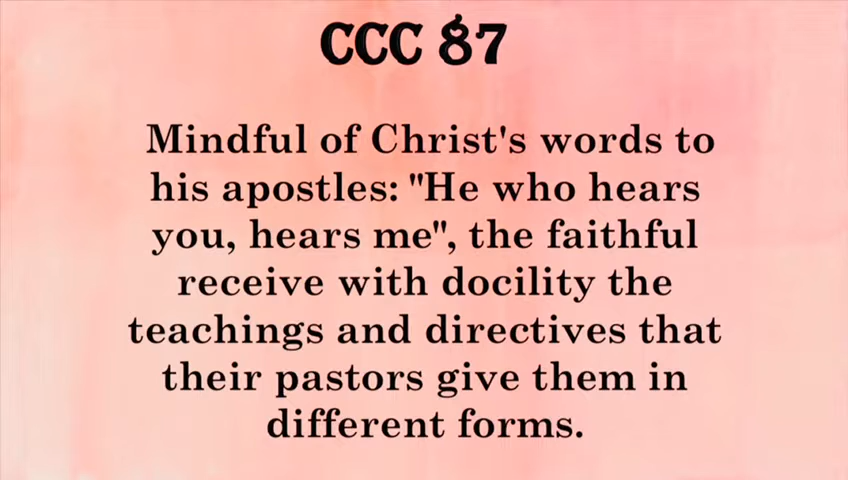 CCC 87
Mindful of Christ's words to
his apostles: "He who hears
you, hears me", the faithful
receive with docility the
teachings and directives that
their pastors give them in
different forms.